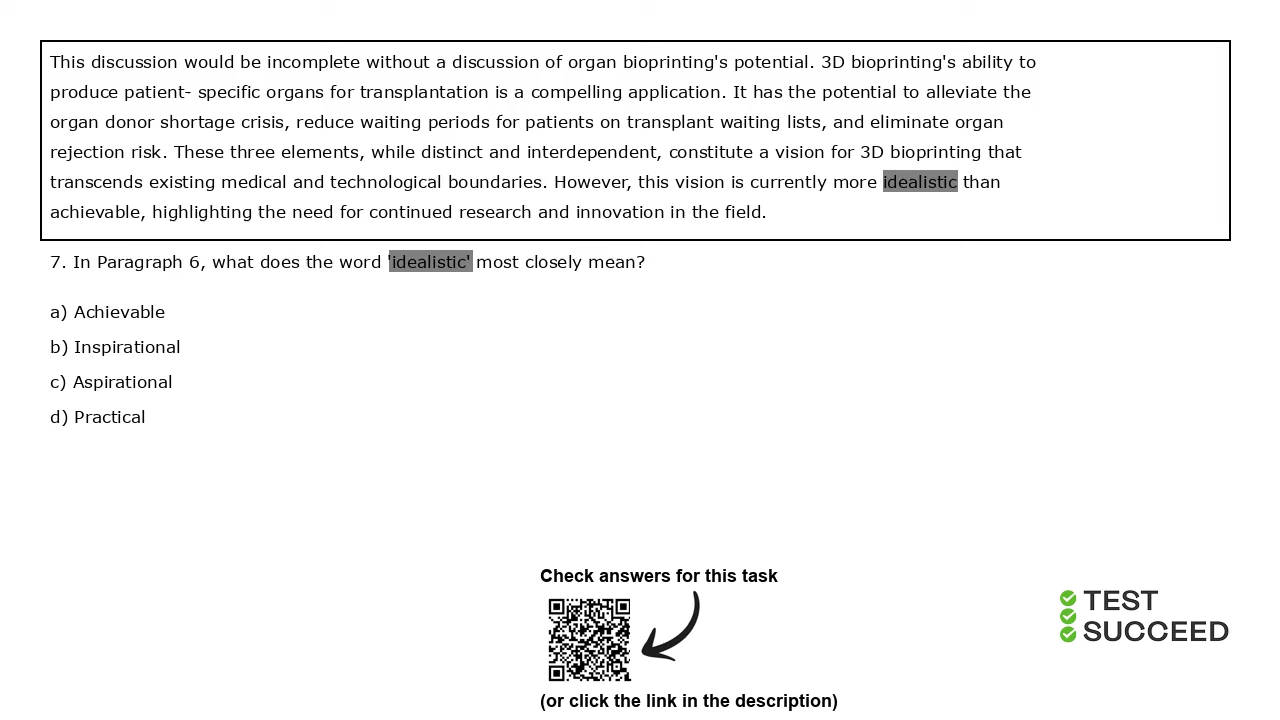 This discussion would be incomplete without a discussion of organ bioprinting's potential. 3D bioprinting's ability to
produce patient- specific organs for transplantation is a compelling application. It has the potential to alleviate the
organ donor shortage crisis, reduce waiting periods for patients on transplant waiting lists, and eliminate organ
rejection risk. These three elements, while distinct and interdependent, constitute a vision for 3D bioprinting that
transcends existing medical and technological boundaries. However, this vision is currently more idealistic than
achievable, highlighting the need for continued research and innovation in the field.
7. In Paragraph 6, what does the word 'idealistic' most closely mean?
a) Achievable
b) Inspirational
c) Aspirational
d) Practical
Check answers for this task
(or click the link in the description)
TEST
SUCCEED